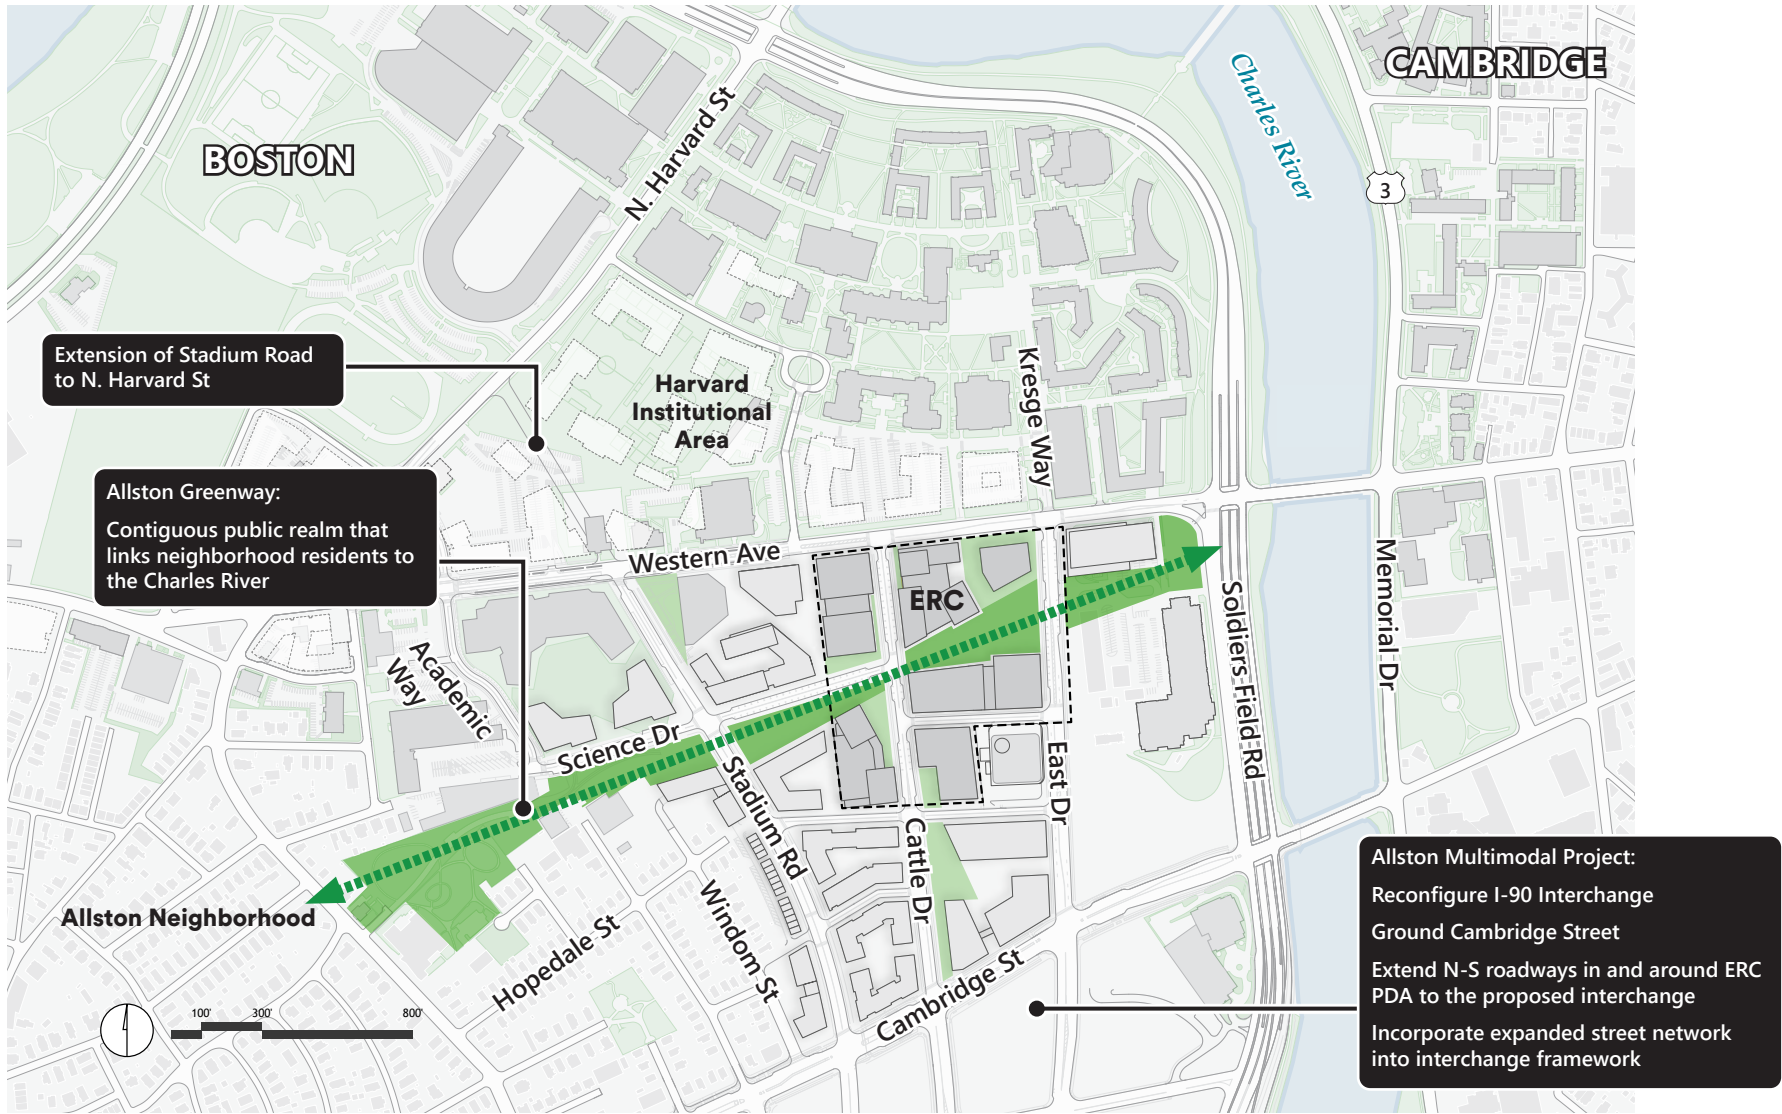 CAMBRIDGE
BOSTON
Charles River
3
N. Harvard St
Extension of Stadium Road
to N. Harvard St
Harvard
Institutional
Area
Kresge Way
Allston Greenway:
Contiguous public realm that
links neighborhood residents to
the Charles River
Western Ave
ERC
Memorial Dr
Soldiers Field Rd
Academic
Way
Science Dr
Stadium Rd
East Dr
Cattle Dr
Allston Neighborhood
Hopedale St
Windom St
Cambridge St
100'
300'
800'
Allston Multimodal Project:
Reconfigure I-90 Interchange
Ground Cambridge Street
Extend N-S roadways in and around ERC
PDA to the proposed interchange
Incorporate expanded street network
into interchange framework